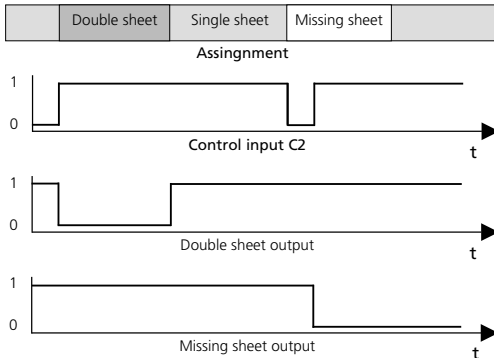 Double sheet Single sheet Missing sheet
Assingnment
1
0
Control input C2
t
1
0
Double sheet output
t
1
0
Missing sheet output
t